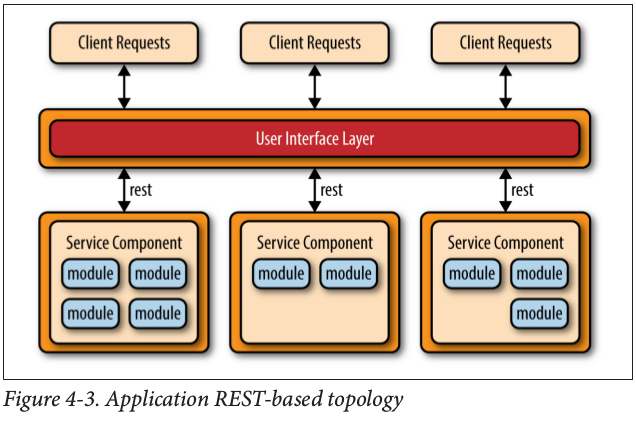 Client Requests
Client Requests
Client Requests
User Interface Layer
rest
rest
rest
Service Component
module module
module module
Service Component
module module
Service Component
module module
module
Figure 4-3. Application REST-based topology